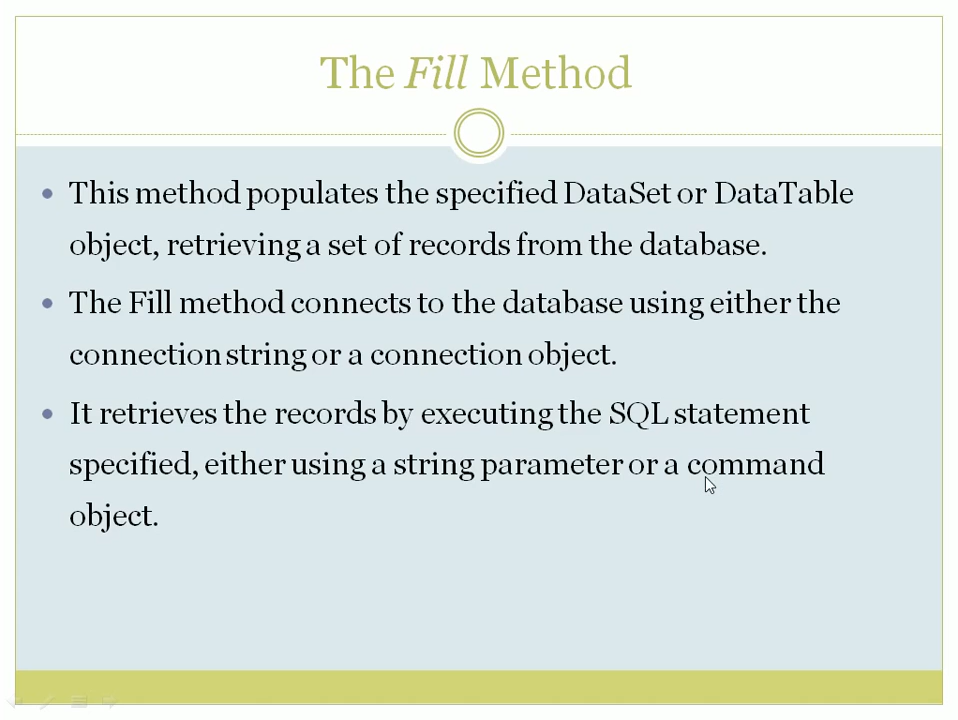 The Fill Method
• This method populates the specified DataSet or DataTable
object, retrieving a set of records from the database.
• The Fill method connects to the database using either the
connection string or a connection object.
• It retrieves the records by executing the SQL statement
specified, either using a string parameter or a command
object.